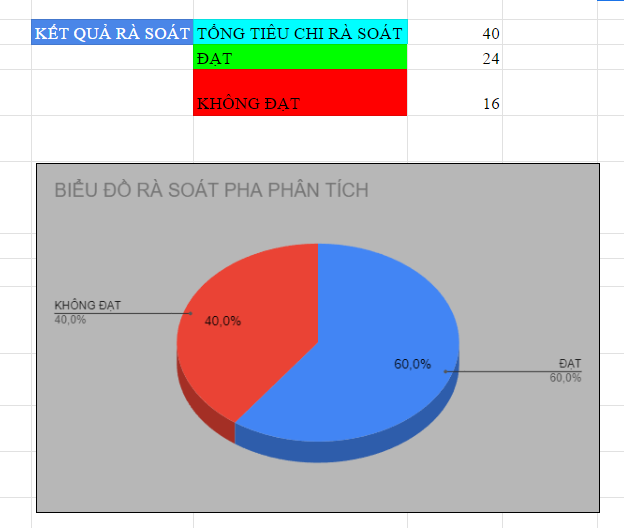 KẾT QUẢ RÀ SOÁT TỔNG TIÊU CHI RÀ SOÁT 40
ĐẠT 24
KHÔNG ĐẠT 16
BIỂU ĐỒ RÀ SOÁT PHA PHÂN TÍCH
KHÔNG ĐẠT
40,0%
40,0%
60,0%
ĐẠT
60,0%